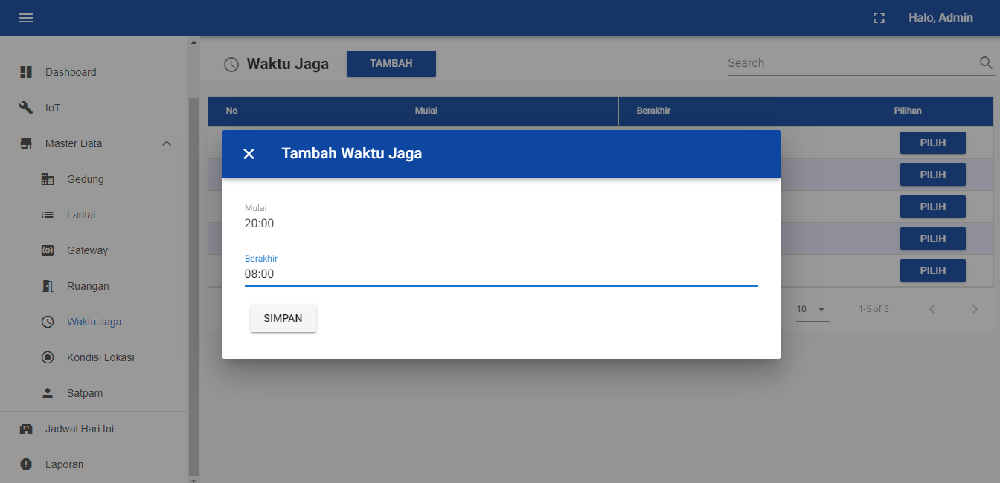 Halo, Admin
Dashboard
IoT
Master Data
Gedung
Lantai
Gateway
Ruangan
Waktu Jaga
Kondisi Lokasi
Satpam
Jadwal Hari Ini
Laporan
Waktu Jaga TAMBAH Search
No Mulai Berakhir Pilihan
PILIH
PILIH
PILIH
PILIH
PILIH
10 1-5 of 5
Tambah Waktu Jaga
Mulai
20:00
Berakhir
08:00
SIMPAN